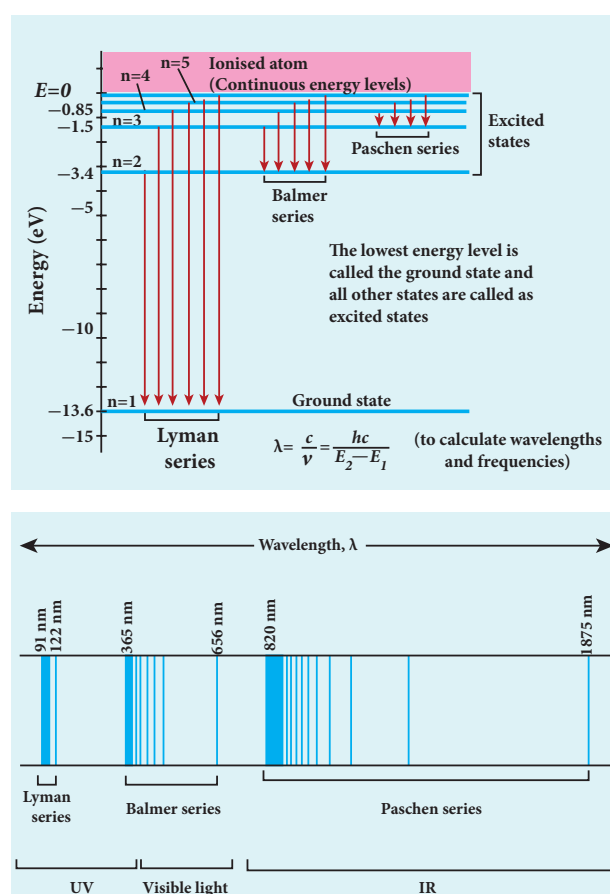 Ionised atom
(Continuous energy levels)
n=5
n=4
E=0
−0.85
n=3
−1.5
Excited
states
Paschen series
n=2
−3.4
Balmer
series
−5
Energy (eV)
The lowest energy level is
called the ground state and
all other states are called as
excited states
−10
n=1
Ground state
−13.6
−15
Lyman
series
λ= c/ν = hc/E₂—E₁
(to calculate wavelengths
and frequencies)
Wavelength, λ
91 nm
122 nm
365 nm
656 nm
820 nm
1875 nm
Lyman
series
Balmer series
Paschen series
UV
Visible light
IR